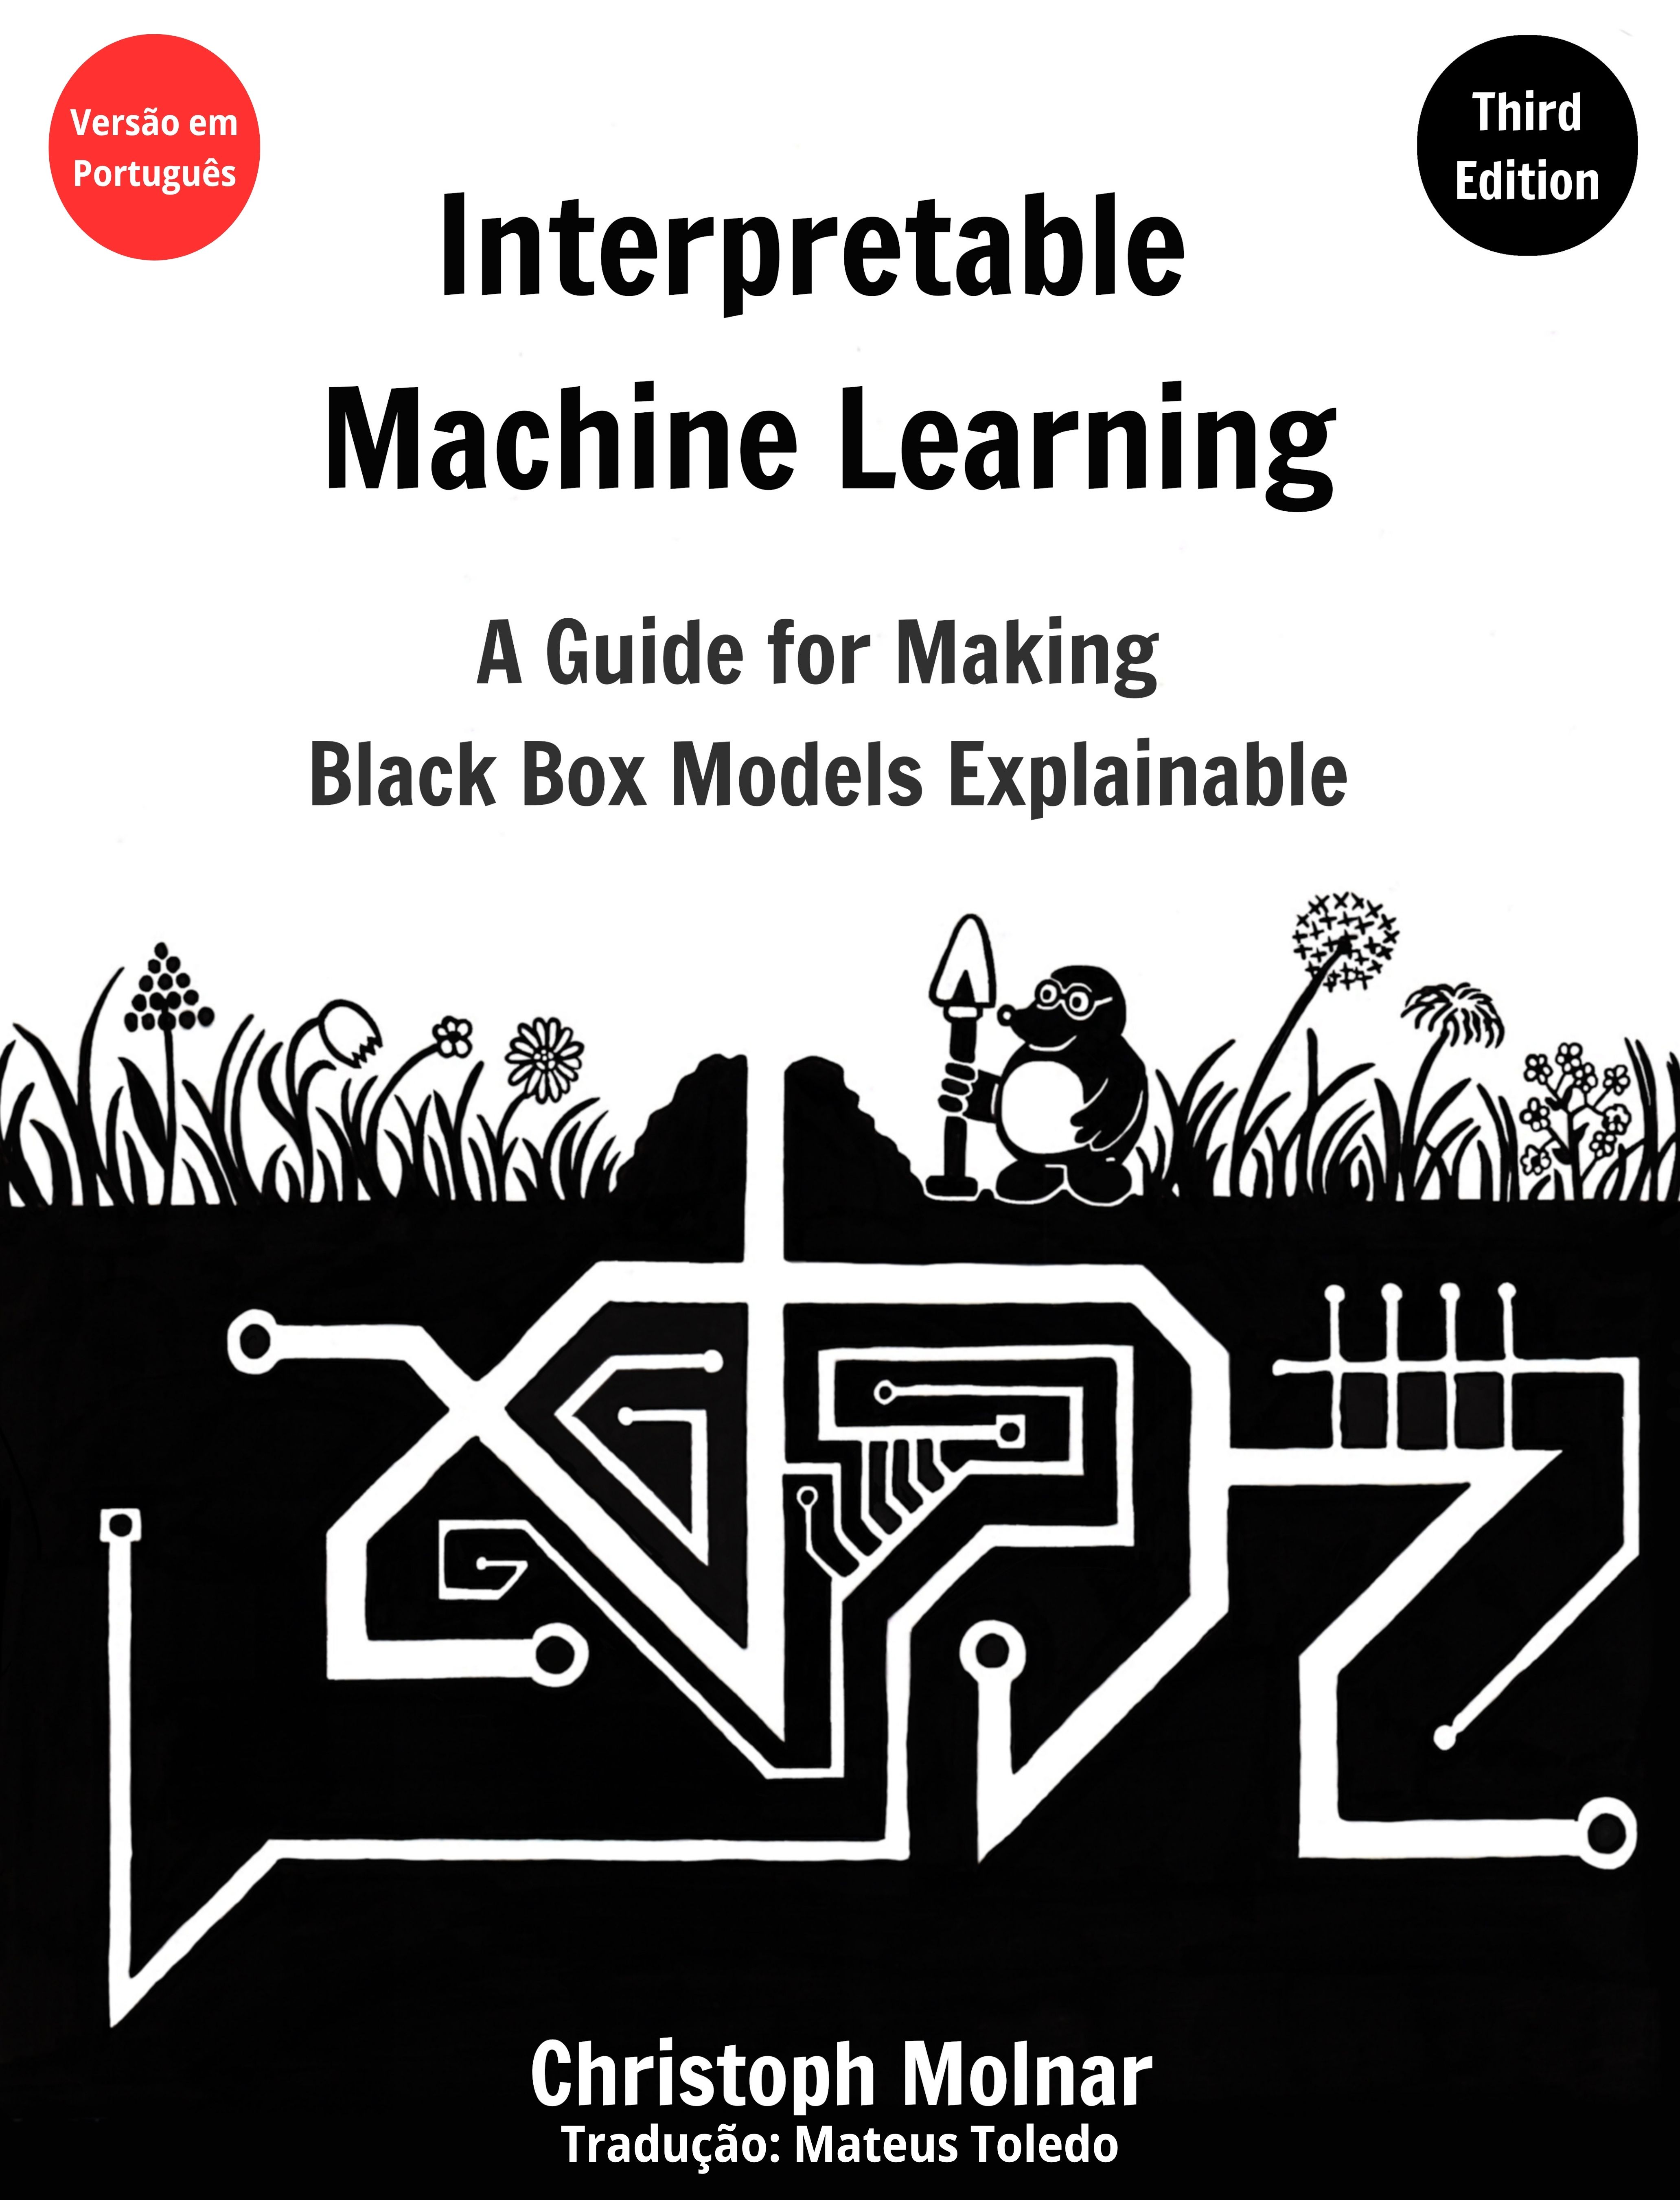 Versão em
Português
Third
Edition
Interpretable
Machine Learning
A Guide for Making
Black Box Models Explainable
Christoph Molnar
Tradução: Mateus Toledo